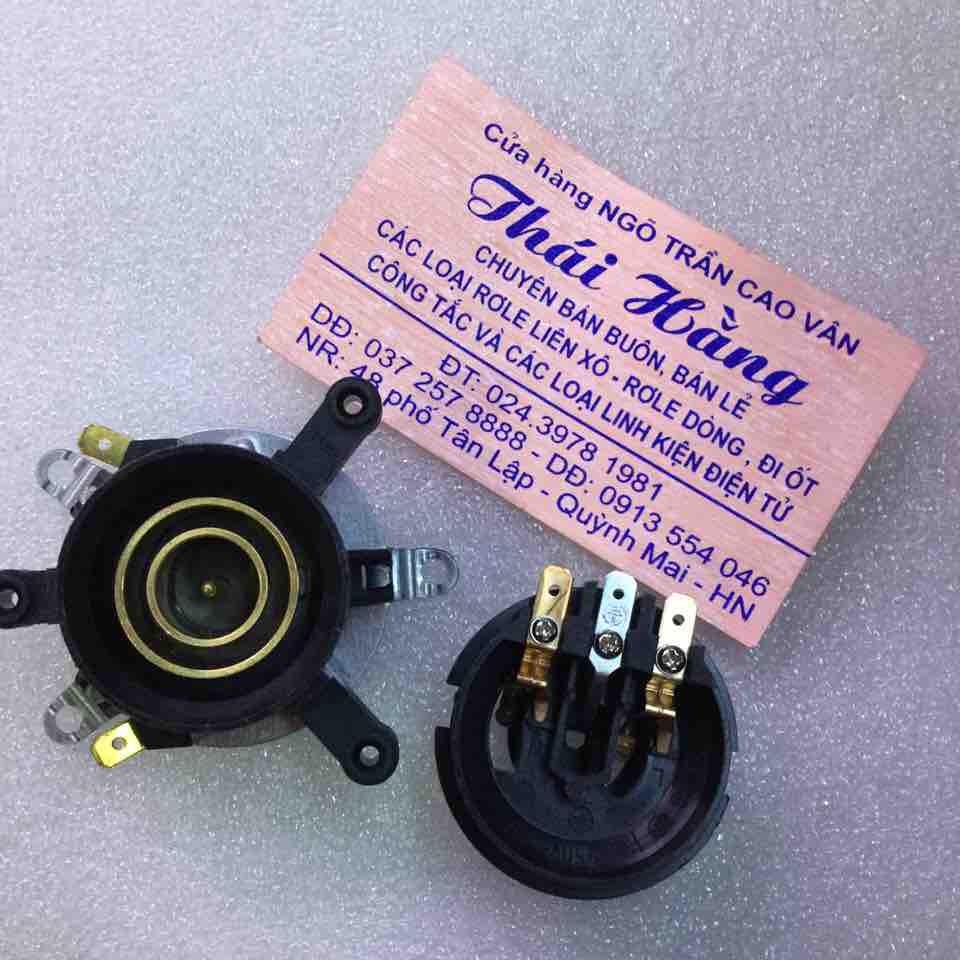 Cửa hàng NGÕ TRẦN CAO VÂN
Thái Hằng
CHUYÊN BÁN BUÔN, BÁN LẺ
CÁC LOẠI RƠLE LIÊN XÔ - RƠLE DÒNG, ĐI ỐT
CÔNG TẮC VÀ CÁC LOẠI LINH KIỆN ĐIỆN TỬ
ĐT: 024.3978 1981
DĐ: 037 257 8888 - DĐ: 0913 554 046
NR: 48 phố Tân Lập - Quỳnh Mai - HN